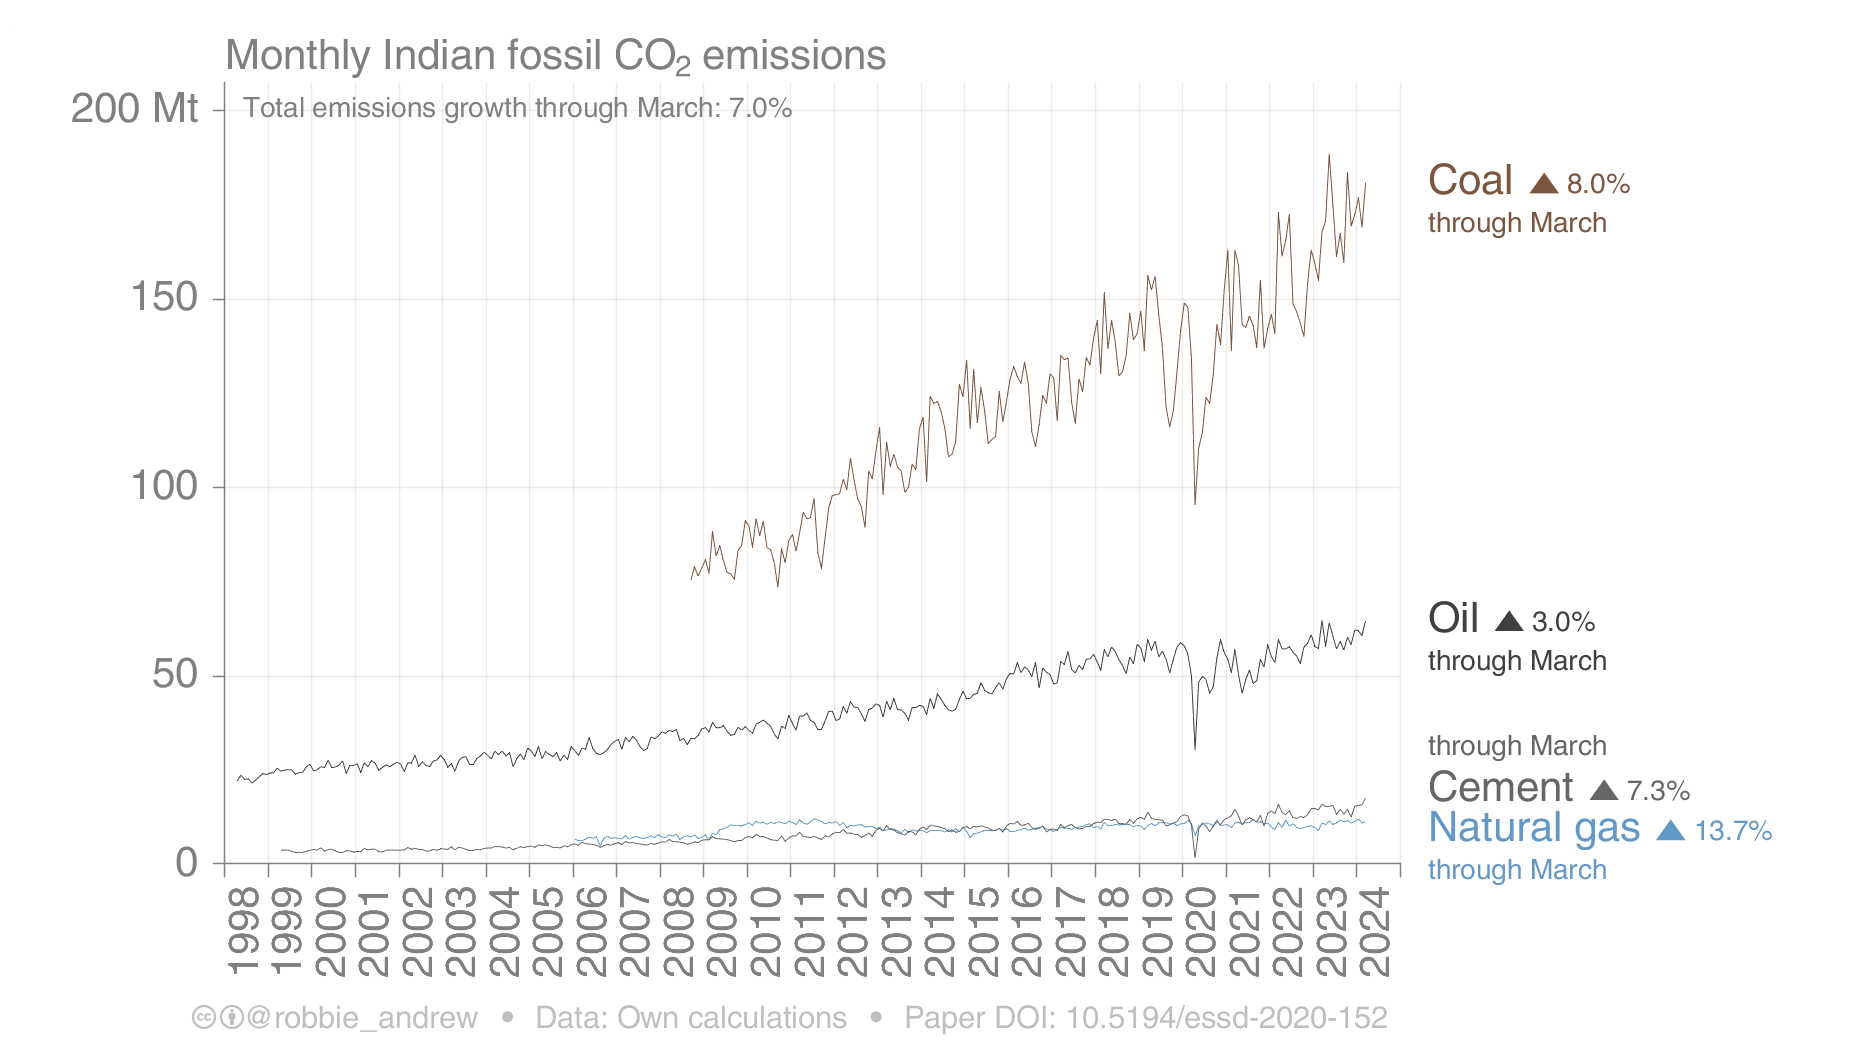 Monthly Indian fossil CO₂ emissions
Total emissions growth through March: 7.0%
200 Mt
150
100
50
0
Coal ▲ 8.0%
through March
Oil ▲ 3.0%
through March
through March
Cement ▲ 7.3%
Natural gas ▲ 13.7%
through March
1998
1999
2000
2001
2002
2003
2004
2005
2006
2007
2008
2009
2010
2011
2012
2013
2014
2015
2016
2017
2018
2019
2020
2021
2022
2023
2024
@robbie_andrew • Data: Own calculations • Paper DOI: 10.5194/essd-2020-152